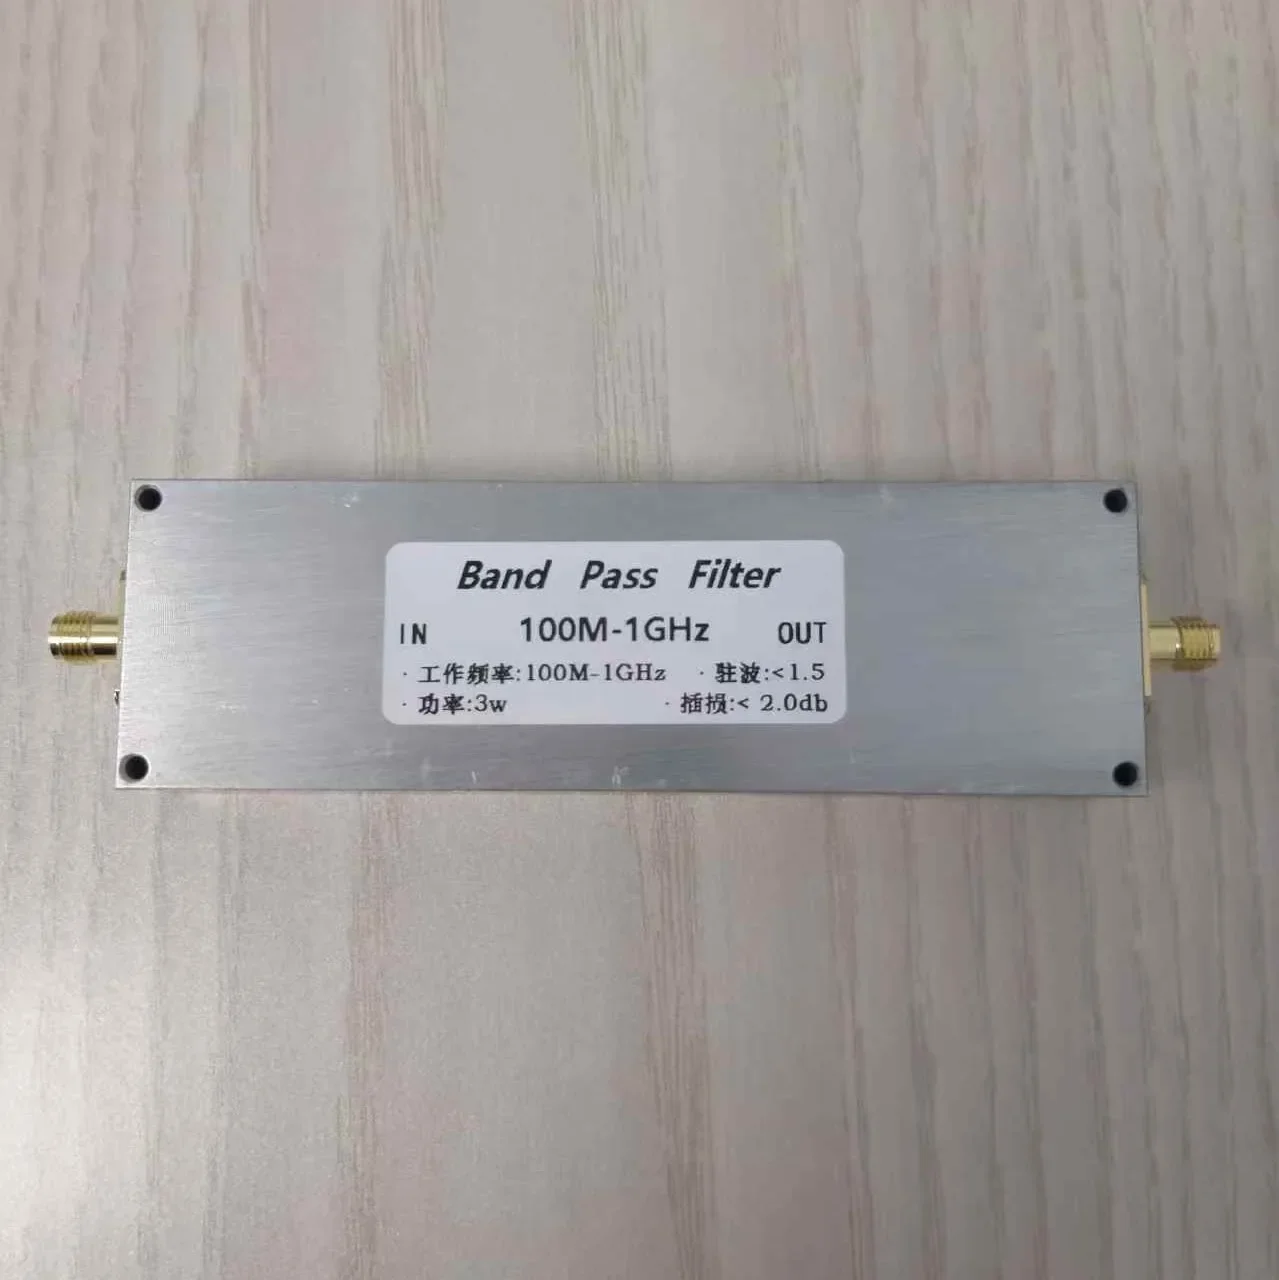 Band Pass Filter
IN 100M-1GHz OUT
· 工作频率:100M-1GHz · 驻波:<1.5
· 功率:3w · 插损:< 2.0db